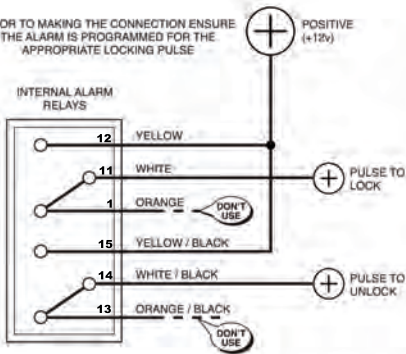 OR TO MAKING THE CONNECTION ENSURE
THE ALARM IS PROGRAMMED FOR THE
APPROPRIATE LOCKING PULSE
POSITIVE
(+12v)
INTERNAL ALARM
RELAYS
12 YELLOW
11 WHITE
PULSE TO
LOCK
1 ORANGE
DON'T
USE
15 YELLOW / BLACK
14 WHITE / BLACK
PULSE TO
UNLOCK
13 ORANGE / BLACK
DON'T
USE